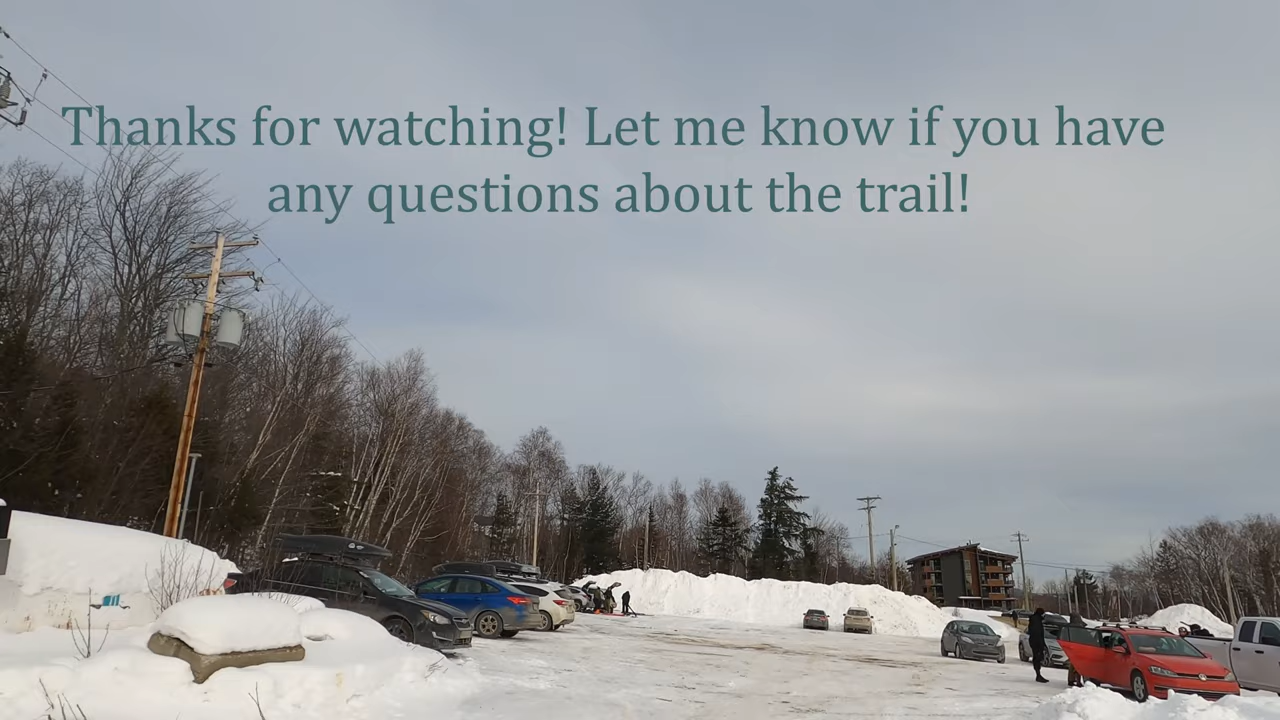 Thanks for watching! Let me know if you have
any questions about the trail!